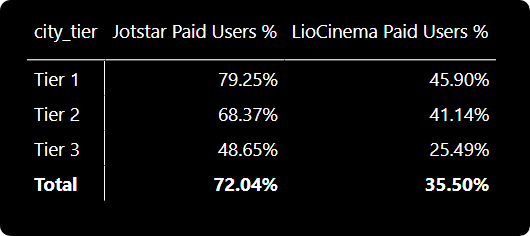 city_tier Jotstar Paid Users % LioCinema Paid Users %
Tier 1 79.25% 45.90%
Tier 2 68.37% 41.14%
Tier 3 48.65% 25.49%
Total 72.04% 35.50%